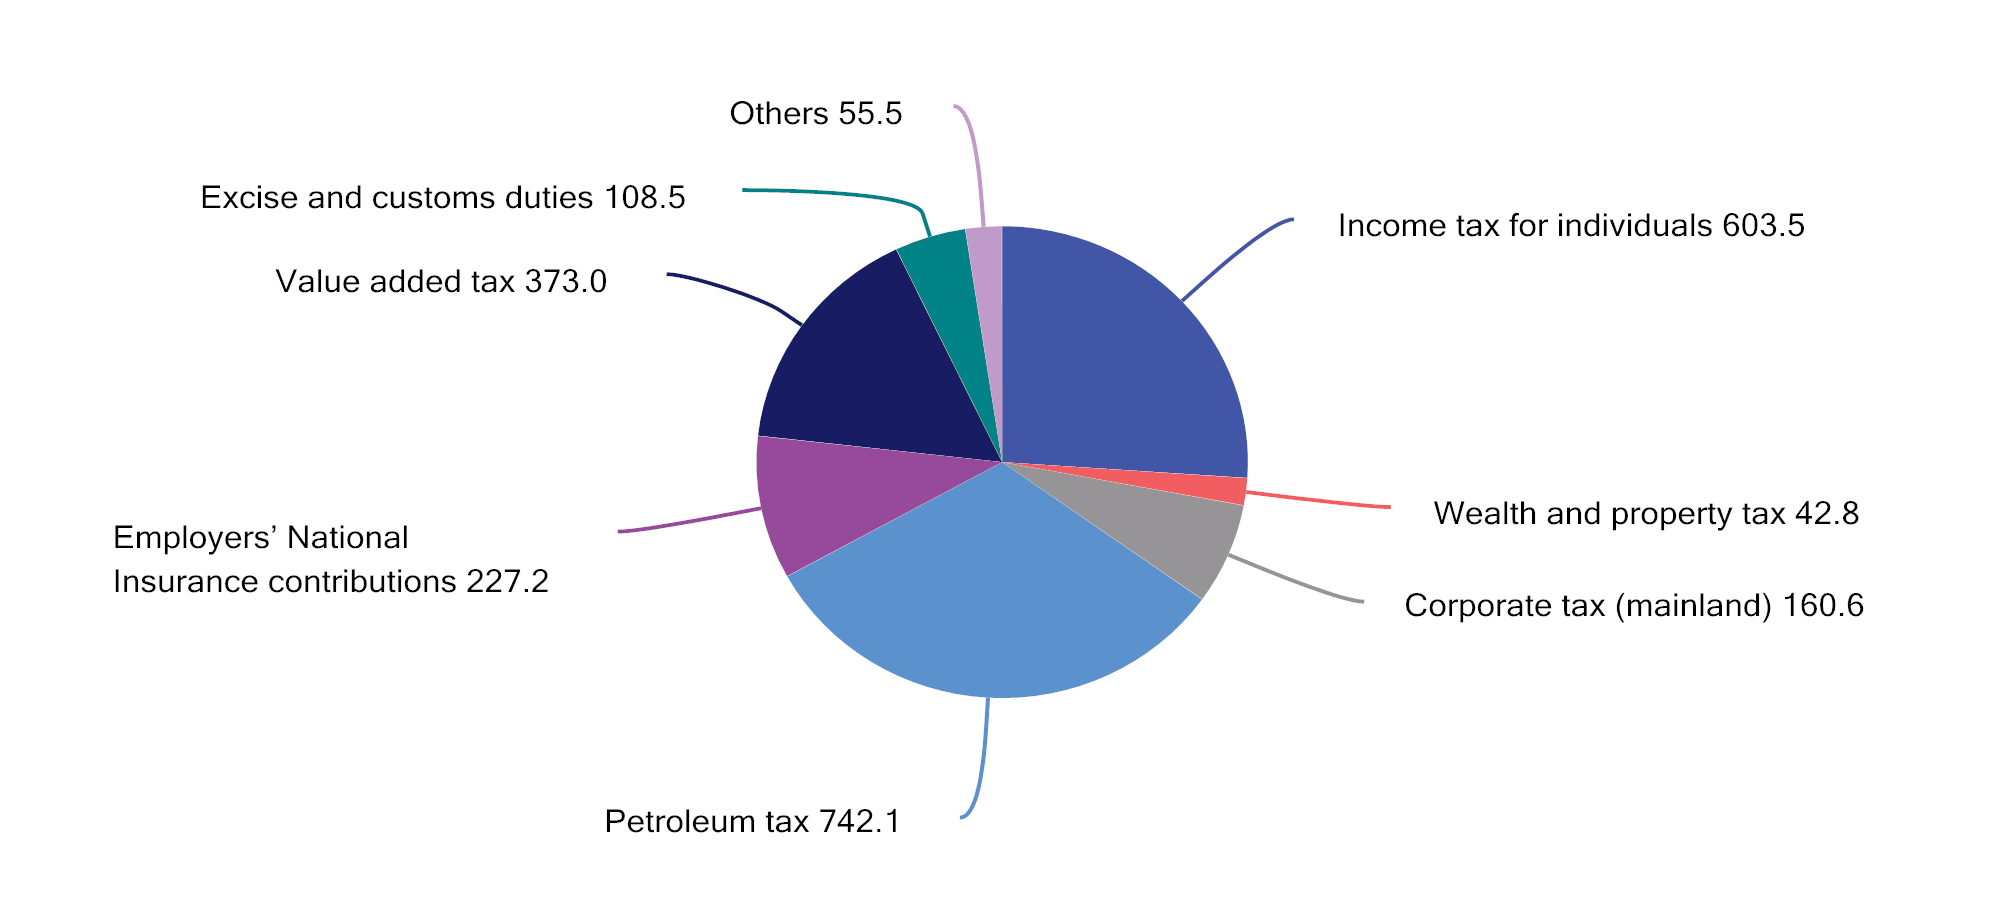 Others 55.5
Excise and customs duties 108.5
Income tax for individuals 603.5
Value added tax 373.0
Wealth and property tax 42.8
Employers’ National
Insurance contributions 227.2
Corporate tax (mainland) 160.6
Petroleum tax 742.1